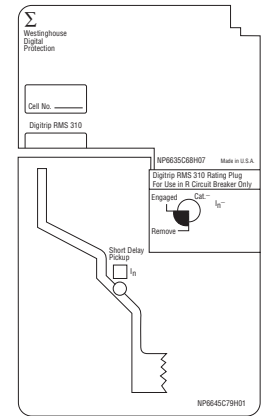 Σ
Westinghouse
Digital
Protection
Cell No.
Digitrip RMS 310
NP6635C68H07 Made in U.S.A.
Digitrip RMS 310 Rating Plug
For Use in R Circuit Breaker Only
Engaged
Cat.–
In–
Remove
Short Delay
Pickup
In
NP6645C79H01